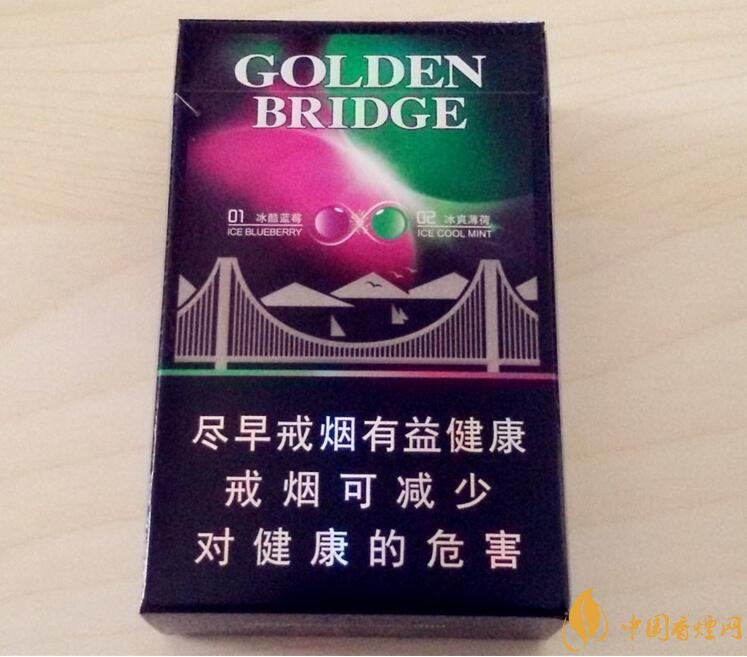 GOLDEN
BRIDGE
01 冰酷蓝莓
ICE BLUEBERRY
02 冰爽薄荷
ICE COOL MINT
尽早戒烟有益健康
戒烟可减少
对健康的危害
中国香烟网